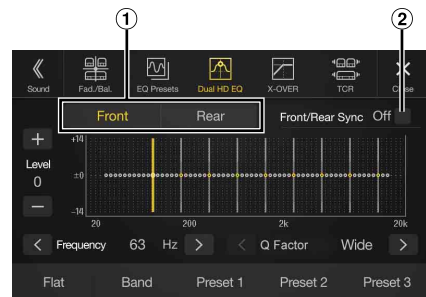 1 2
Sound Fad./Bal. EQ Presets Dual HD EQ X-OVER TCR Close
Front Rear Front/Rear Sync Off
+ +14
Level
0 ±0
− -14
20 200 2k 20k
< Frequency 63 Hz > < Q Factor Wide >
Flat Band Preset 1 Preset 2 Preset 3